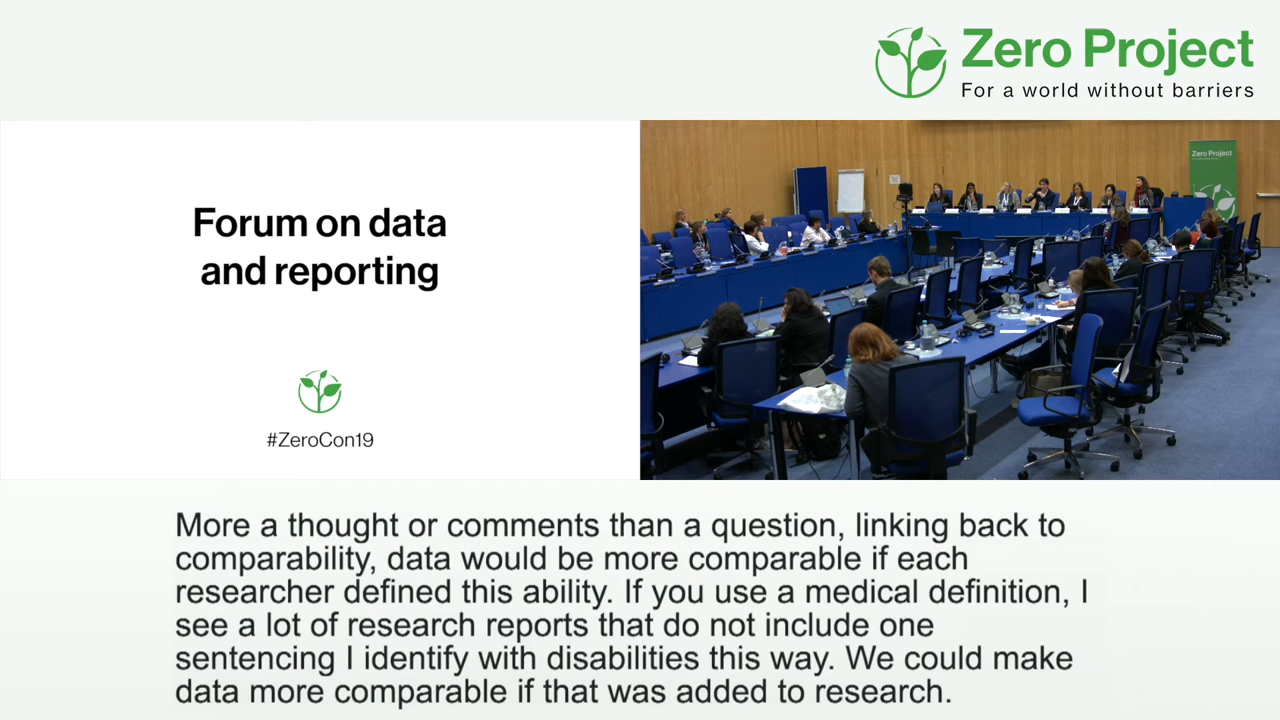 Zero Project
For a world without barriers
Forum on data
and reporting
#ZeroCon19
Zero Project
More a thought or comments than a question, linking back to
comparability, data would be more comparable if each
researcher defined this ability. If you use a medical definition, I
see a lot of research reports that do not include one
sentencing I identify with disabilities this way. We could make
data more comparable if that was added to research.